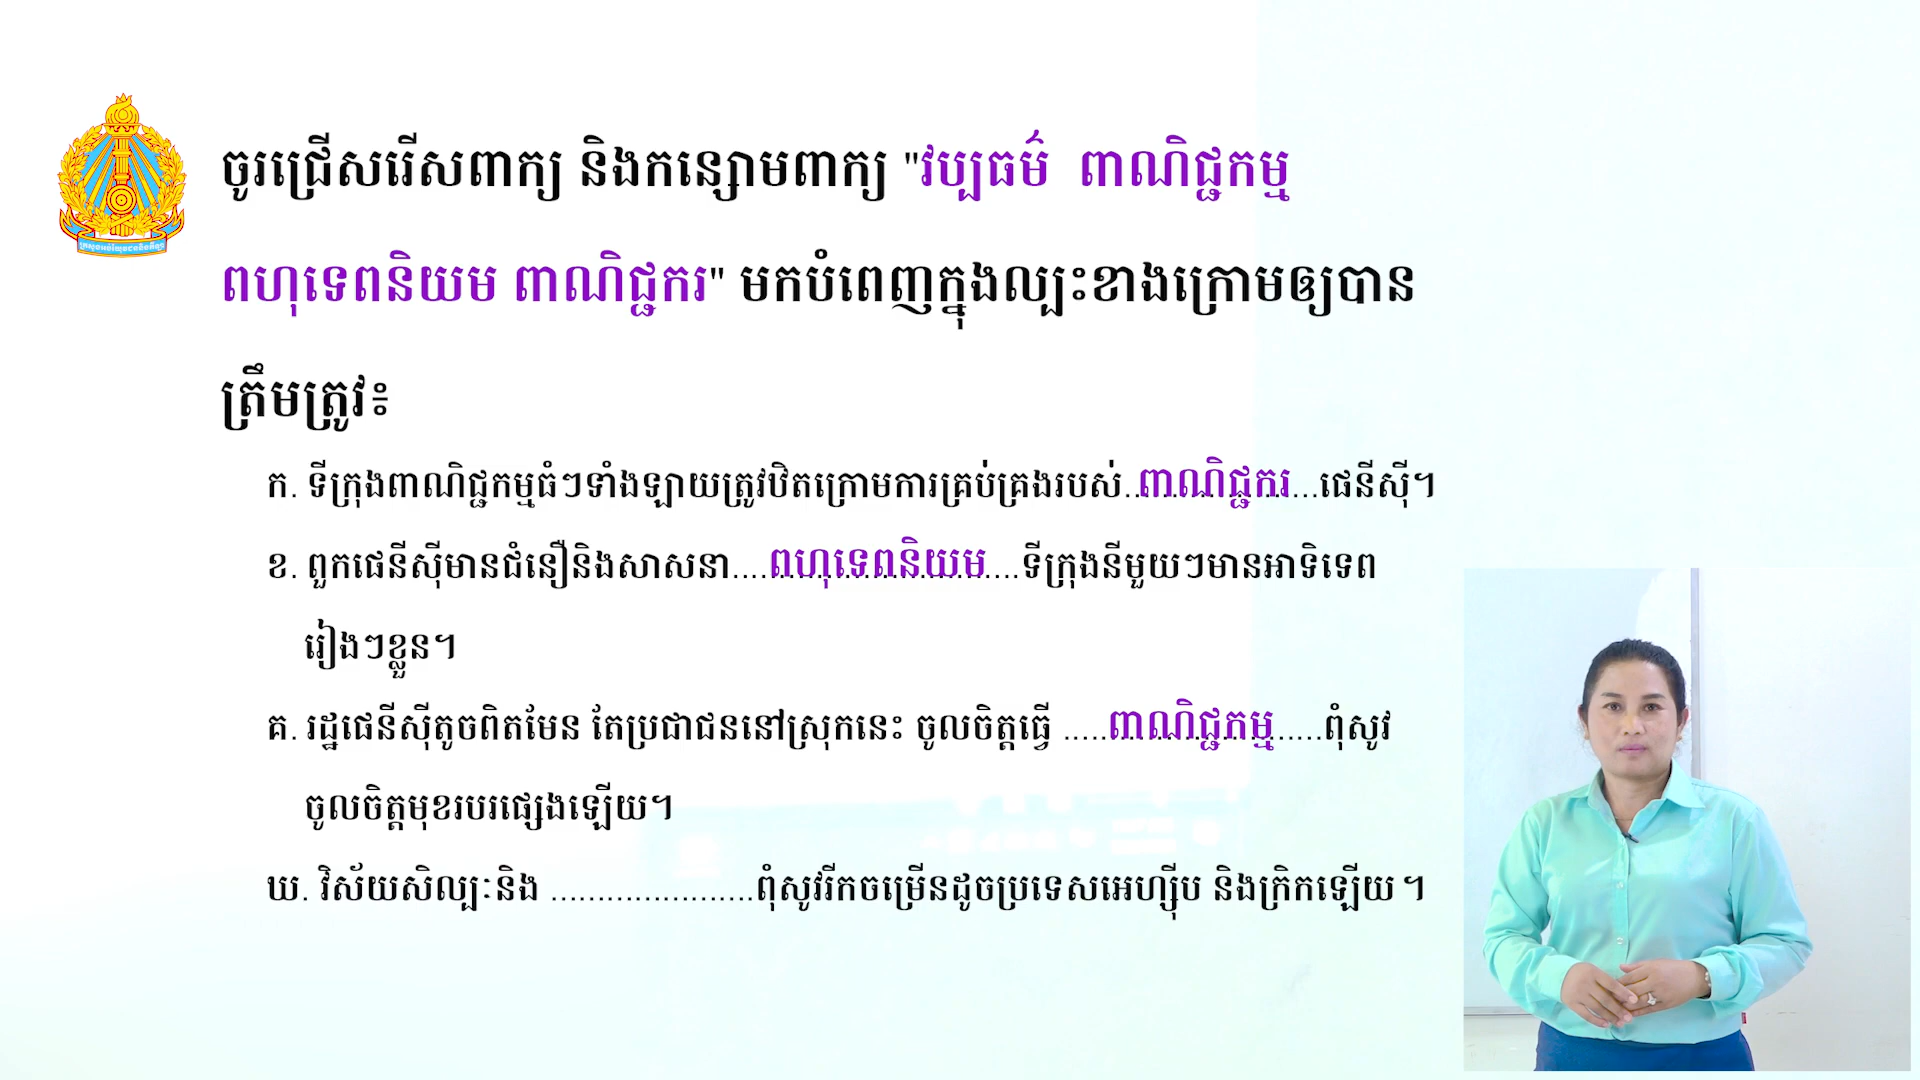 ចូរជ្រើសរើសពាក្យ និងកន្សោមពាក្យ "វប្បធម៌  ពាណិជ្ជកម្ម
ពហុទេពនិយម ពាណិជ្ជករ" មកបំពេញក្នុងល្បះខាងក្រោមឲ្យបាន
ត្រឹមត្រូវ៖
ក. ទីក្រុងពាណិជ្ជកម្មធំៗទាំងឡាយត្រូវឋិតក្រោមការគ្រប់គ្រងរបស់..ពាណិជ្ជករ...ផេនីស៊ី។
ខ. ពួកផេនីស៊ីមានជំនឿនិងសាសនា....ពហុទេពនិយម....ទីក្រុងនីមួយៗមានអាទិទេព
រៀងៗខ្លួន។
គ. រដ្ឋផេនីស៊ីតូចពិតមែន តែប្រជាជននៅស្រុកនេះ ចូលចិត្តធ្វើ .....ពាណិជ្ជកម្ម.....ពុំសូវ
ចូលចិត្តមុខរបរផ្សេងឡើយ។
ឃ. វិស័យសិល្បៈនិង ......................ពុំសូវរីកចម្រើនដូចប្រទេសអេហ្ស៊ីប និងក្រិកឡើយ។